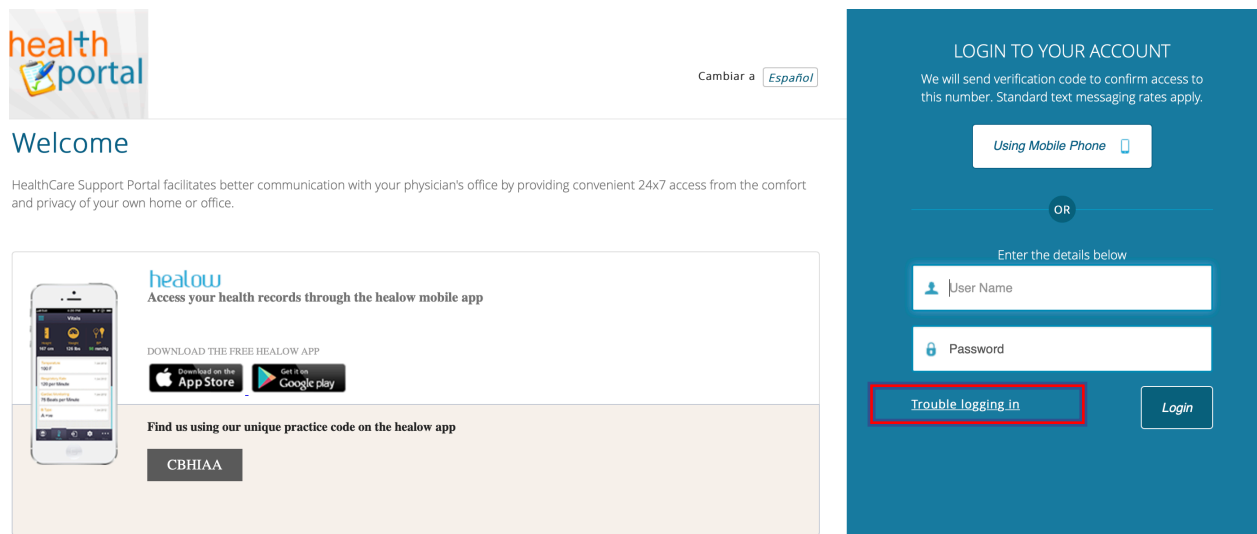 health
portal
Cambiar a Español
Welcome
HealthCare Support Portal facilitates better communication with your physician's office by providing convenient 24x7 access from the comfort
and privacy of your own home or office.
healow
Access your health records through the healow mobile app
DOWNLOAD THE FREE HEALOW APP
Download on the
App Store
Get it on
Google play
Vitals
107 cm
125 lbs
Find us using our unique practice code on the healow app
CBHIAA
LOGIN TO YOUR ACCOUNT
We will send verification code to confirm access to
this number. Standard text messaging rates apply.
Using Mobile Phone
OR
Enter the details below
User Name
Password
Trouble logging in
Login